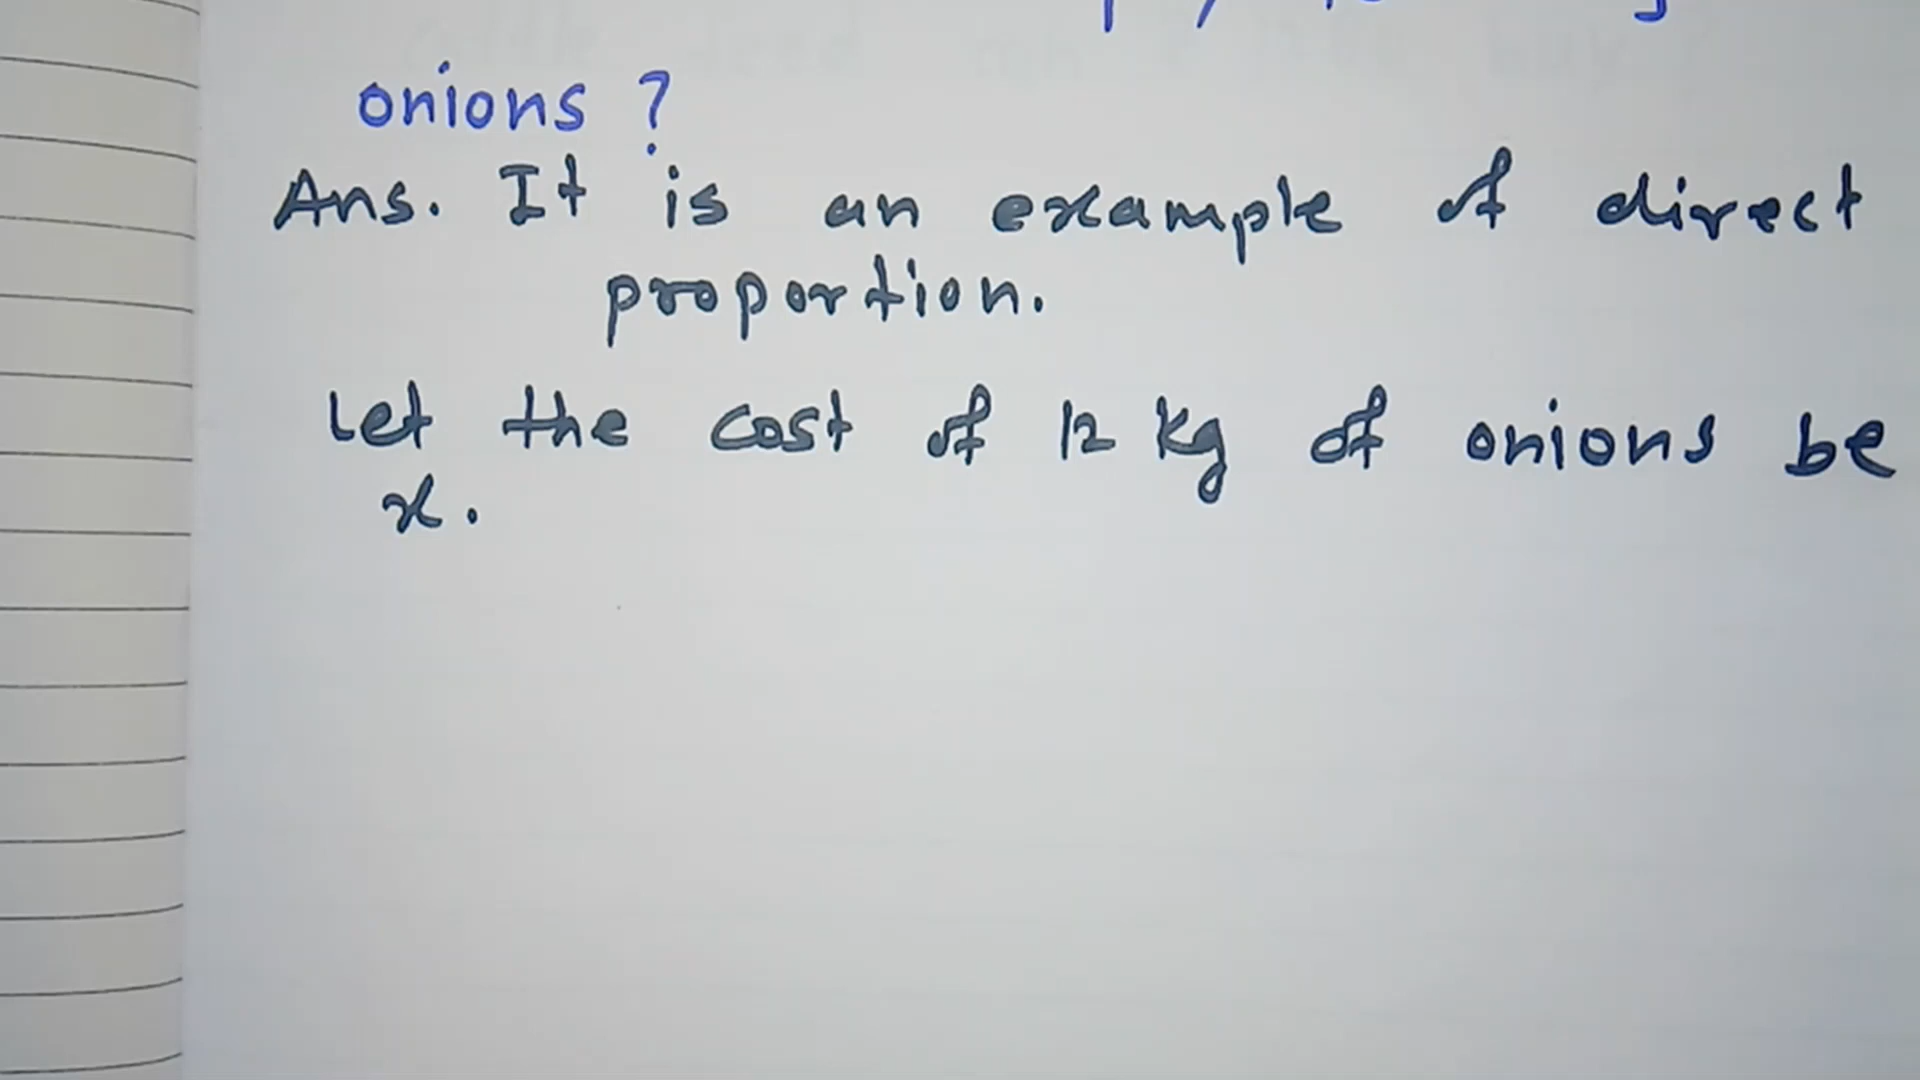 onions ?
Ans. It is an example of direct
proportion.
Let the cost of 12 kg of onions be
x.